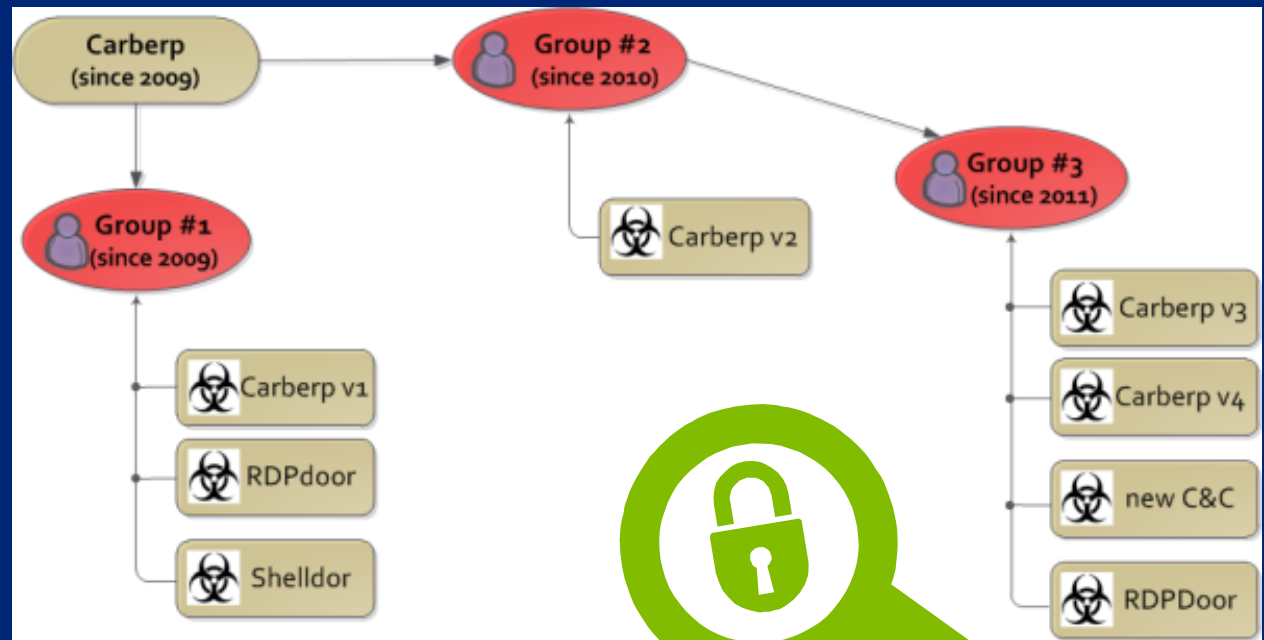 Carberp
(since 2009)
Group #2
(since 2010)
Group #3
(since 2011)
Group #1
(since 2009)
Carberp v2
Carberp v1
RDPdoor
Shelldor
Carberp v3
Carberp v4
new C&C
RDPDoor